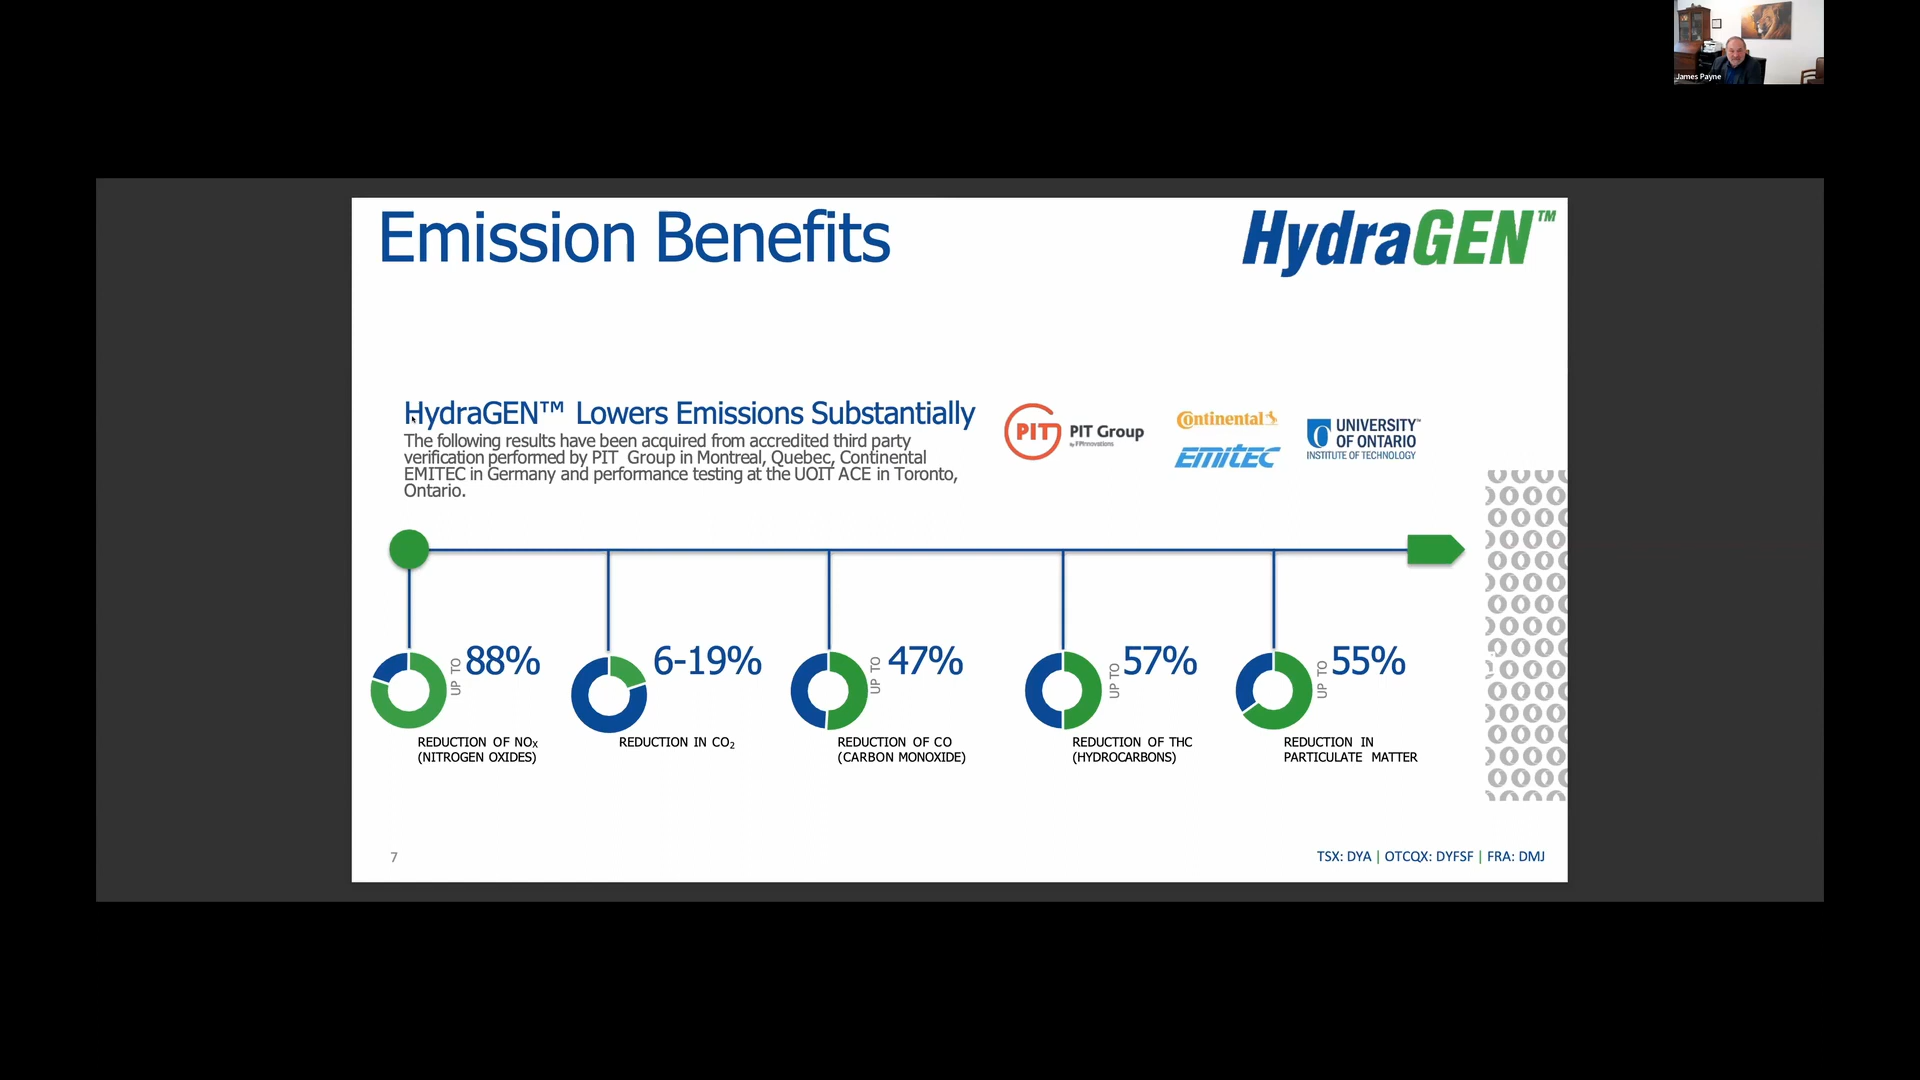 James Payne
Emission Benefits
HydraGEN™
HydraGEN™ Lowers Emissions Substantially
The following results have been acquired from accredited third party
verification performed by PIT Group in Montreal, Quebec, Continental
EMITEC in Germany and performance testing at the UOIT ACE in Toronto,
Ontario.
PIT
PIT Group
by FPInnovations
Continental
EMITEC
UNIVERSITY™
OF ONTARIO
INSTITUTE OF TECHNOLOGY
UP TO 88%
REDUCTION OF NOₓ
(NITROGEN OXIDES)
6-19%
REDUCTION IN CO₂
UP TO 47%
REDUCTION OF CO
(CARBON MONOXIDE)
UP TO 57%
REDUCTION OF THC
(HYDROCARBONS)
UP TO 55%
REDUCTION IN
PARTICULATE MATTER
7
TSX: DYA | OTCQX: DYFSF | FRA: DMJ